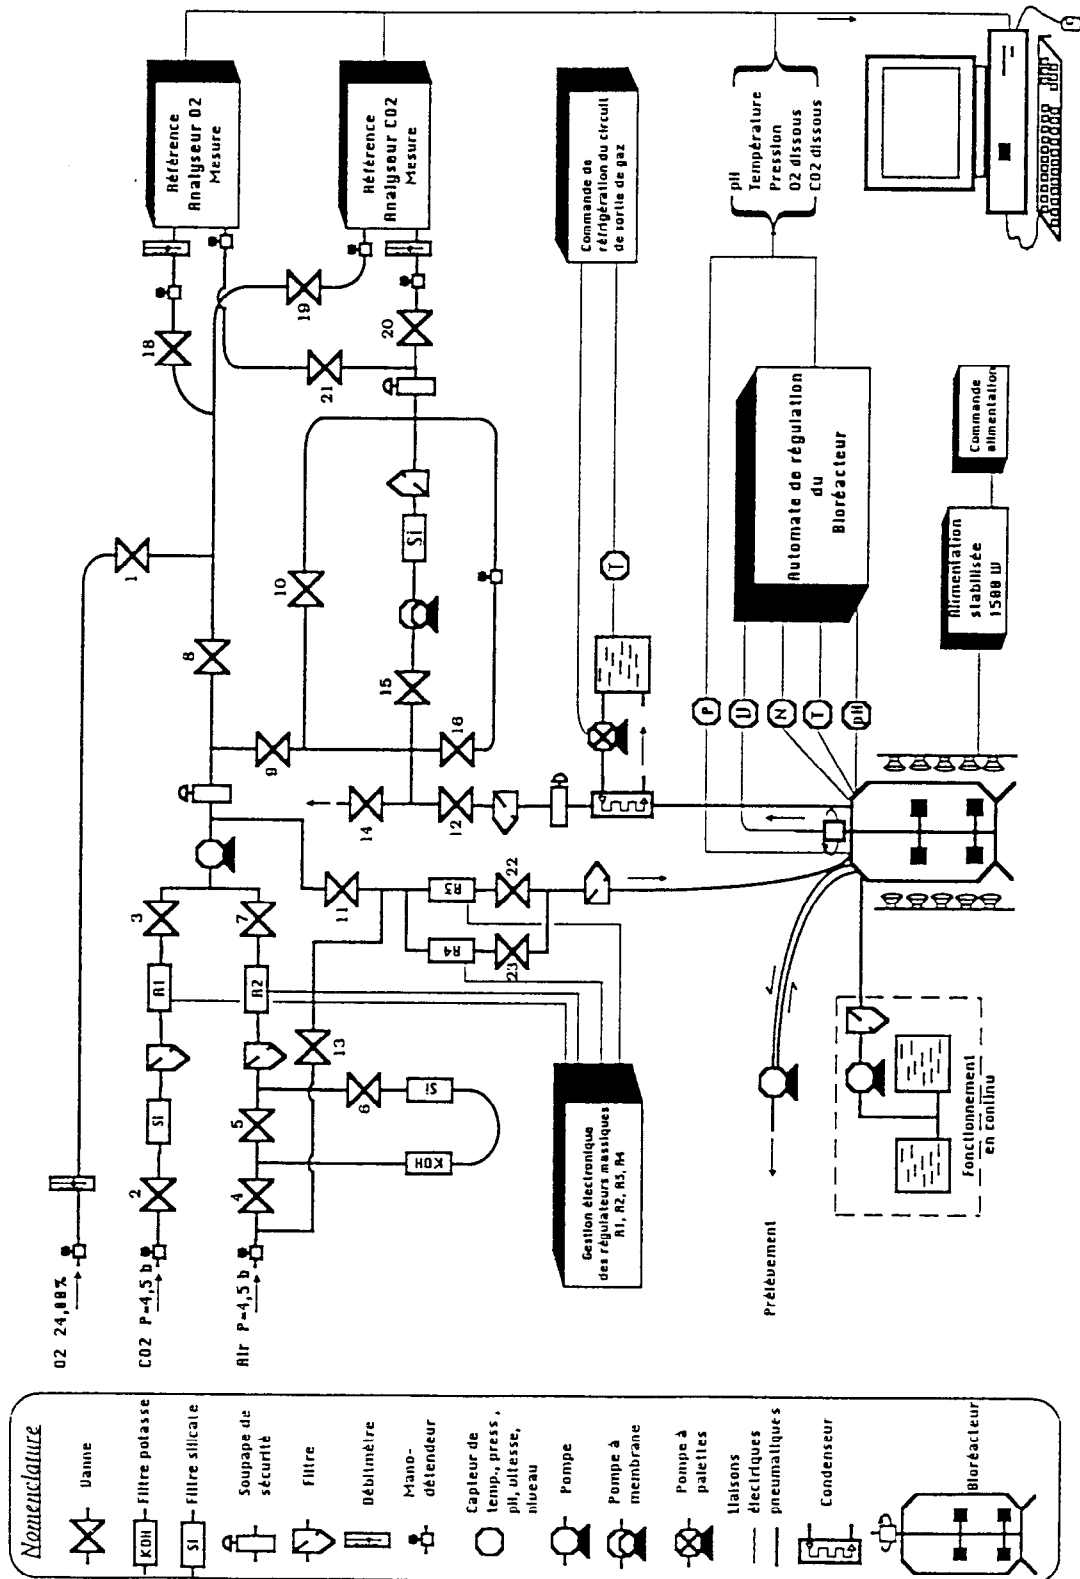 Référence
Analyseur O2
Mesure
Référence
Analyseur CO2
Mesure
Commande de
réfrigération du circuit
de sortie de gaz
pH
Température
Pression
O2 dissous
CO2 dissous
18
19
20
21
1
8
10
Si
15
9
16
T
14
12
Automate de régulation
du
Bioréacteur
Commande
alimentation
Alimentation
stabilisée
1500 W
P
U
N
T
pH
3
7
R1
R2
11
R3
22
R4
23
13
Si
5
6
Si
2
4
KOH
O2 24,00%
CO2 P=4,5 b
Air P=4,5 b
Gestion électronique
des régulateurs massiques
R1, R2, R3, R4
Prélèvement
Fonctionnement
en continu
Nomenclature
Vanne
KOH
Filtre potasse
SI
Filtre silicate
Soupape de
sécurité
Filtre
Débitmètre
Mano-
détendeur
Capteur de
temp., press.,
pH, vitesse,
niveau
Pompe
Pompe à
membrane
Pompe à
palettes
Liaisons
électriques
pneumatiques
Condenseur
Bioréacteur